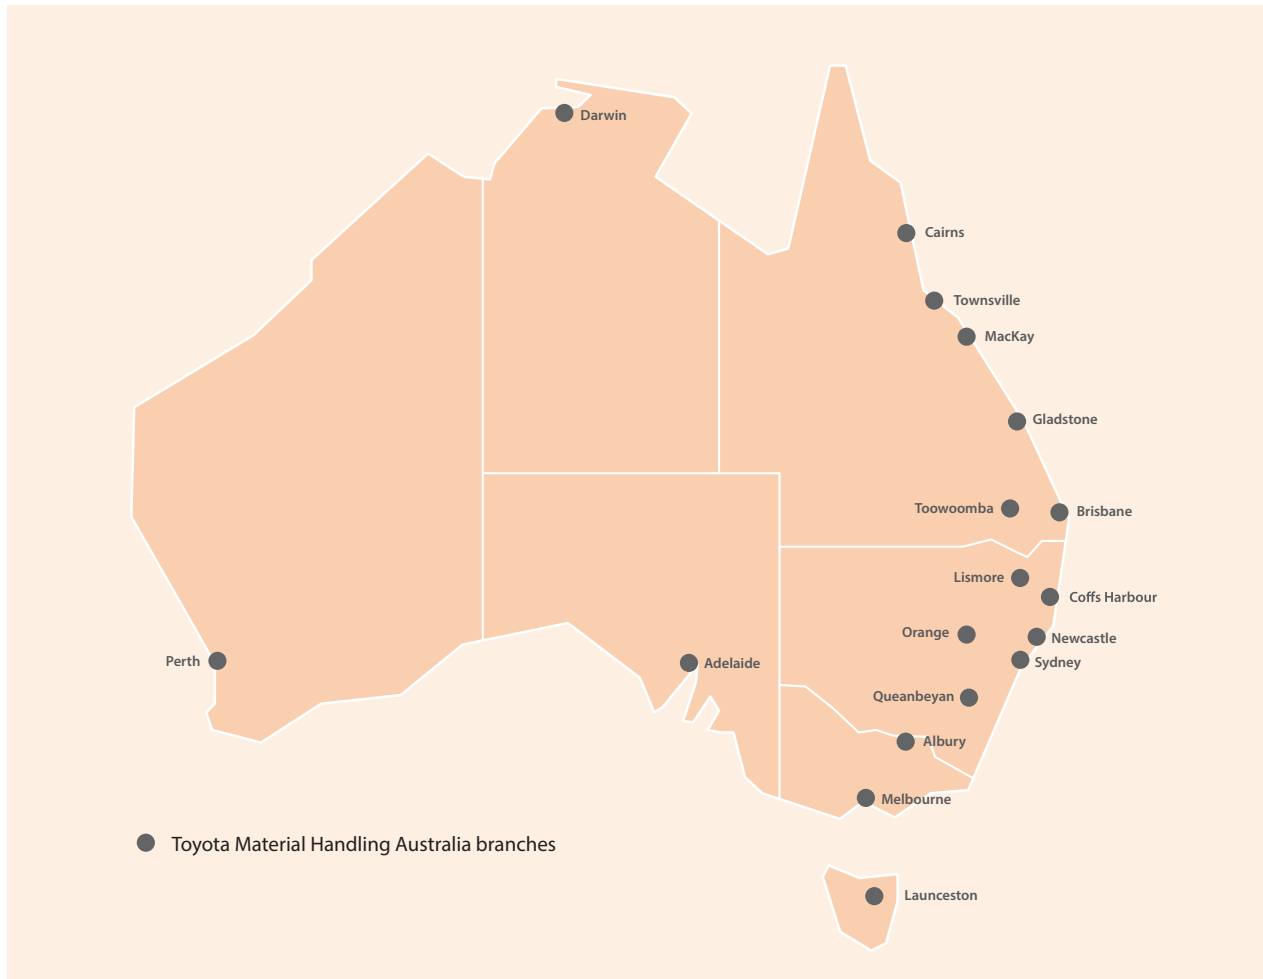 Darwin
Cairns
Townsville
MacKay
Gladstone
Toowoomba
Brisbane
Lismore
Coffs Harbour
Orange
Newcastle
Perth
Adelaide
Sydney
Queanbeyan
Albury
Melbourne
Toyota Material Handling Australia branches
Launceston